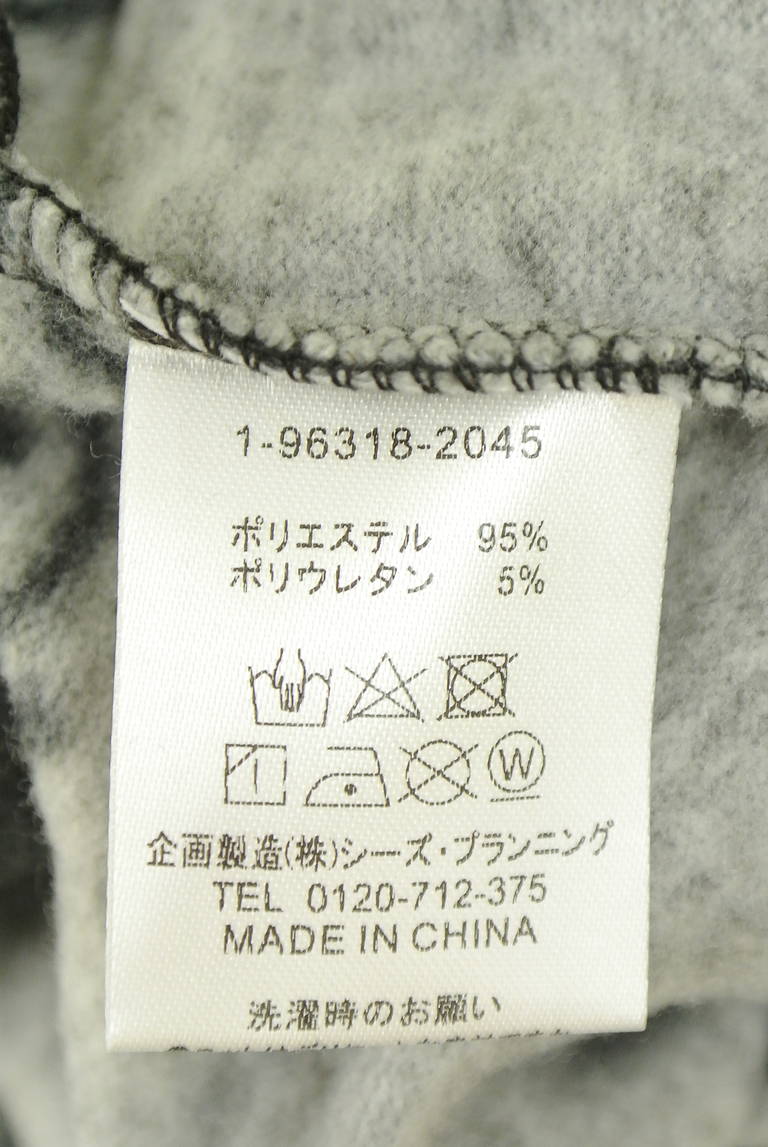 1-96318-2045
ポリエステル 95%
ポリウレタン 5%
W
企画製造(株)シーズ・プランニング
TEL 0120-712-375
MADE IN CHINA
洗濯時のお願い